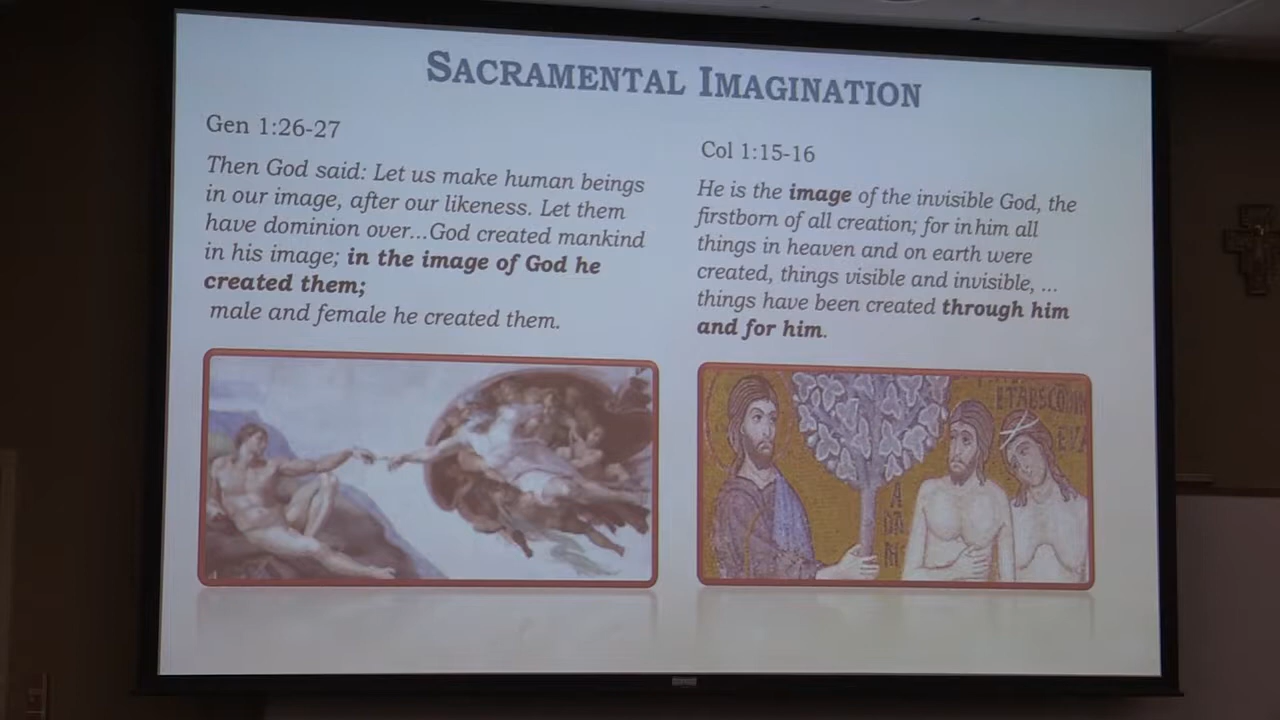 SACRAMENTAL IMAGINATION
Gen 1:26-27
Then God said: Let us make human beings
in our image, after our likeness. Let them
have dominion over...God created mankind
in his image; in the image of God he
created them;
male and female he created them.
Col 1:15-16
He is the image of the invisible God, the
firstborn of all creation; for in him all
things in heaven and on earth were
created, things visible and invisible, ...
things have been created through him
and for him.
ETABSCON